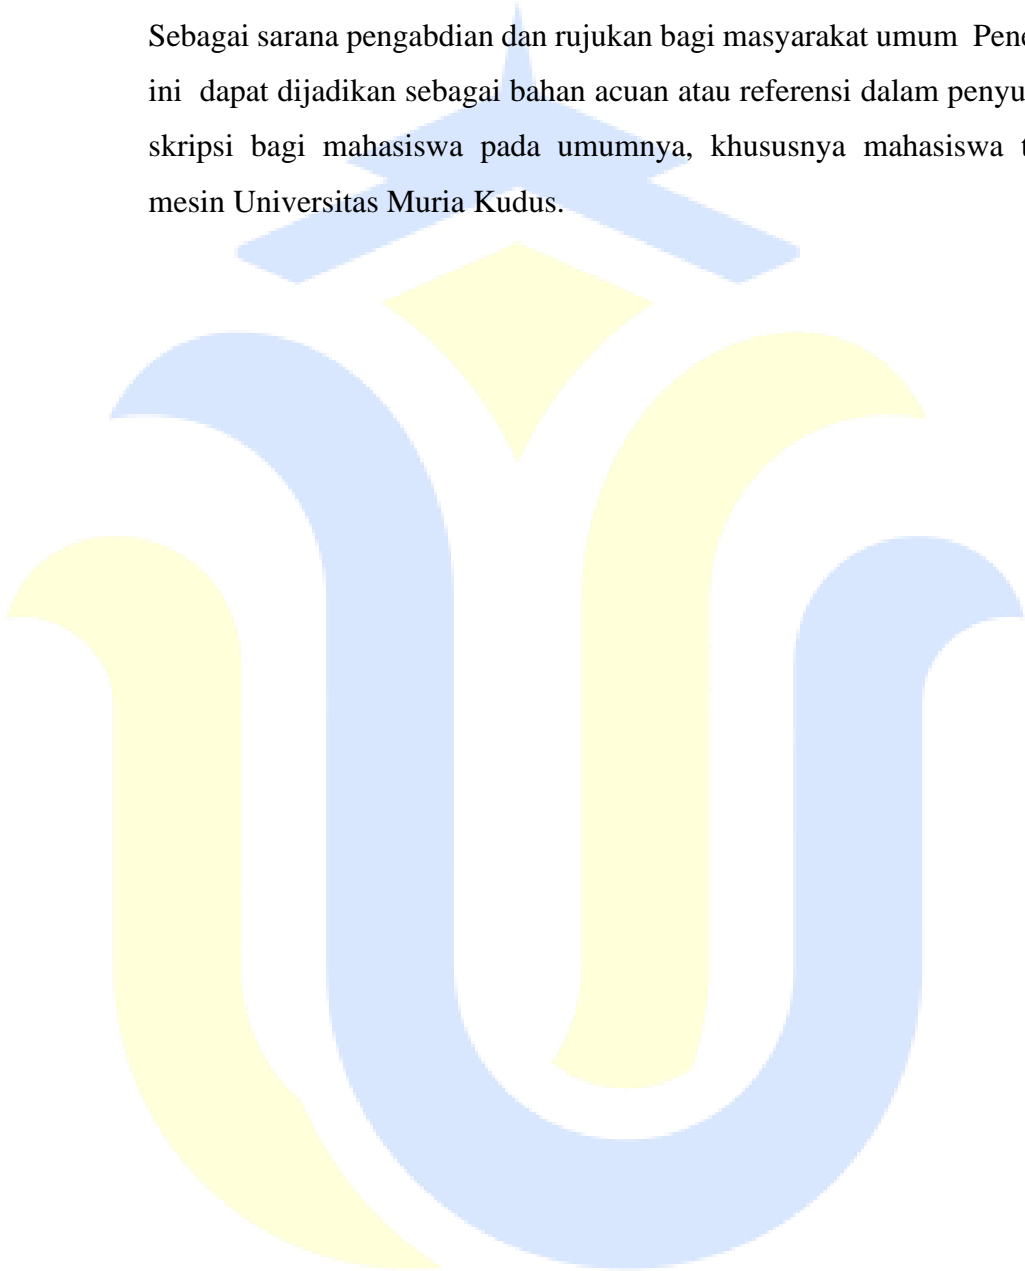 Sebagai sarana pengabdian dan rujukan bagi masyarakat umum Pene
ini dapat dijadikan sebagai bahan acuan atau referensi dalam penyu
skripsi bagi mahasiswa pada umumnya, khususnya mahasiswa t
mesin Universitas Muria Kudus.